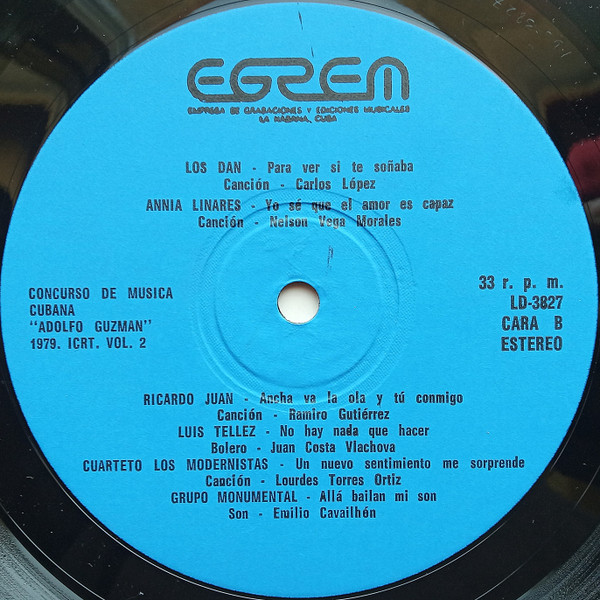 EGREM
EMPRESA DE GRABACIONES Y EDICIONES MUSICALES
LA HABANA, CUBA
LOS DAN - Para ver si te soñaba
Canción - Carlos López
ANNIA LINARES - Yo sé que el amor es capaz
Canción - Nelson Vega Morales
CONCURSO DE MUSICA
CUBANA
"ADOLFO GUZMAN"
1979. ICRT. VOL. 2
33 r. p. m.
LD-3827
CARA B
ESTEREO
RICARDO JUAN - Ancha va la ola y tú conmigo
Canción - Ramiro Gutiérrez
LUIS TELLEZ - No hay nada que hacer
Bolero - Juan Costa Vlachova
CUARTETO LOS MODERNISTAS - Un nuevo sentimiento me sorprende
Canción - Lourdes Torres Ortiz
GRUPO MONUMENTAL - Allá bailan mi son
Son - Emilio Cavailhón